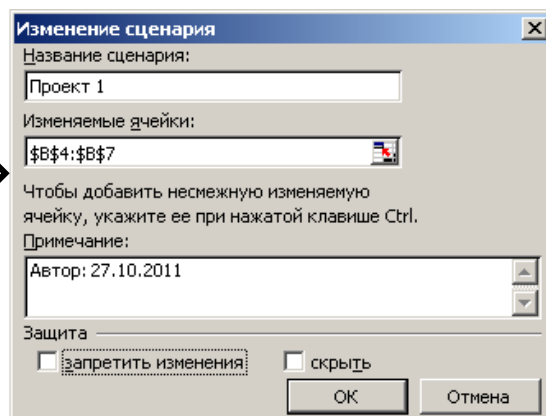 Изменение сценария
Название сценария:
Проект 1
Изменяемые ячейки:
$B$4:$B$7
Чтобы добавить несмежную изменяемую
ячейку, укажите ее при нажатой клавише Ctrl.
Примечание:
Автор: 27.10.2011
Защита
запретить изменения скрыть
ОК Отмена